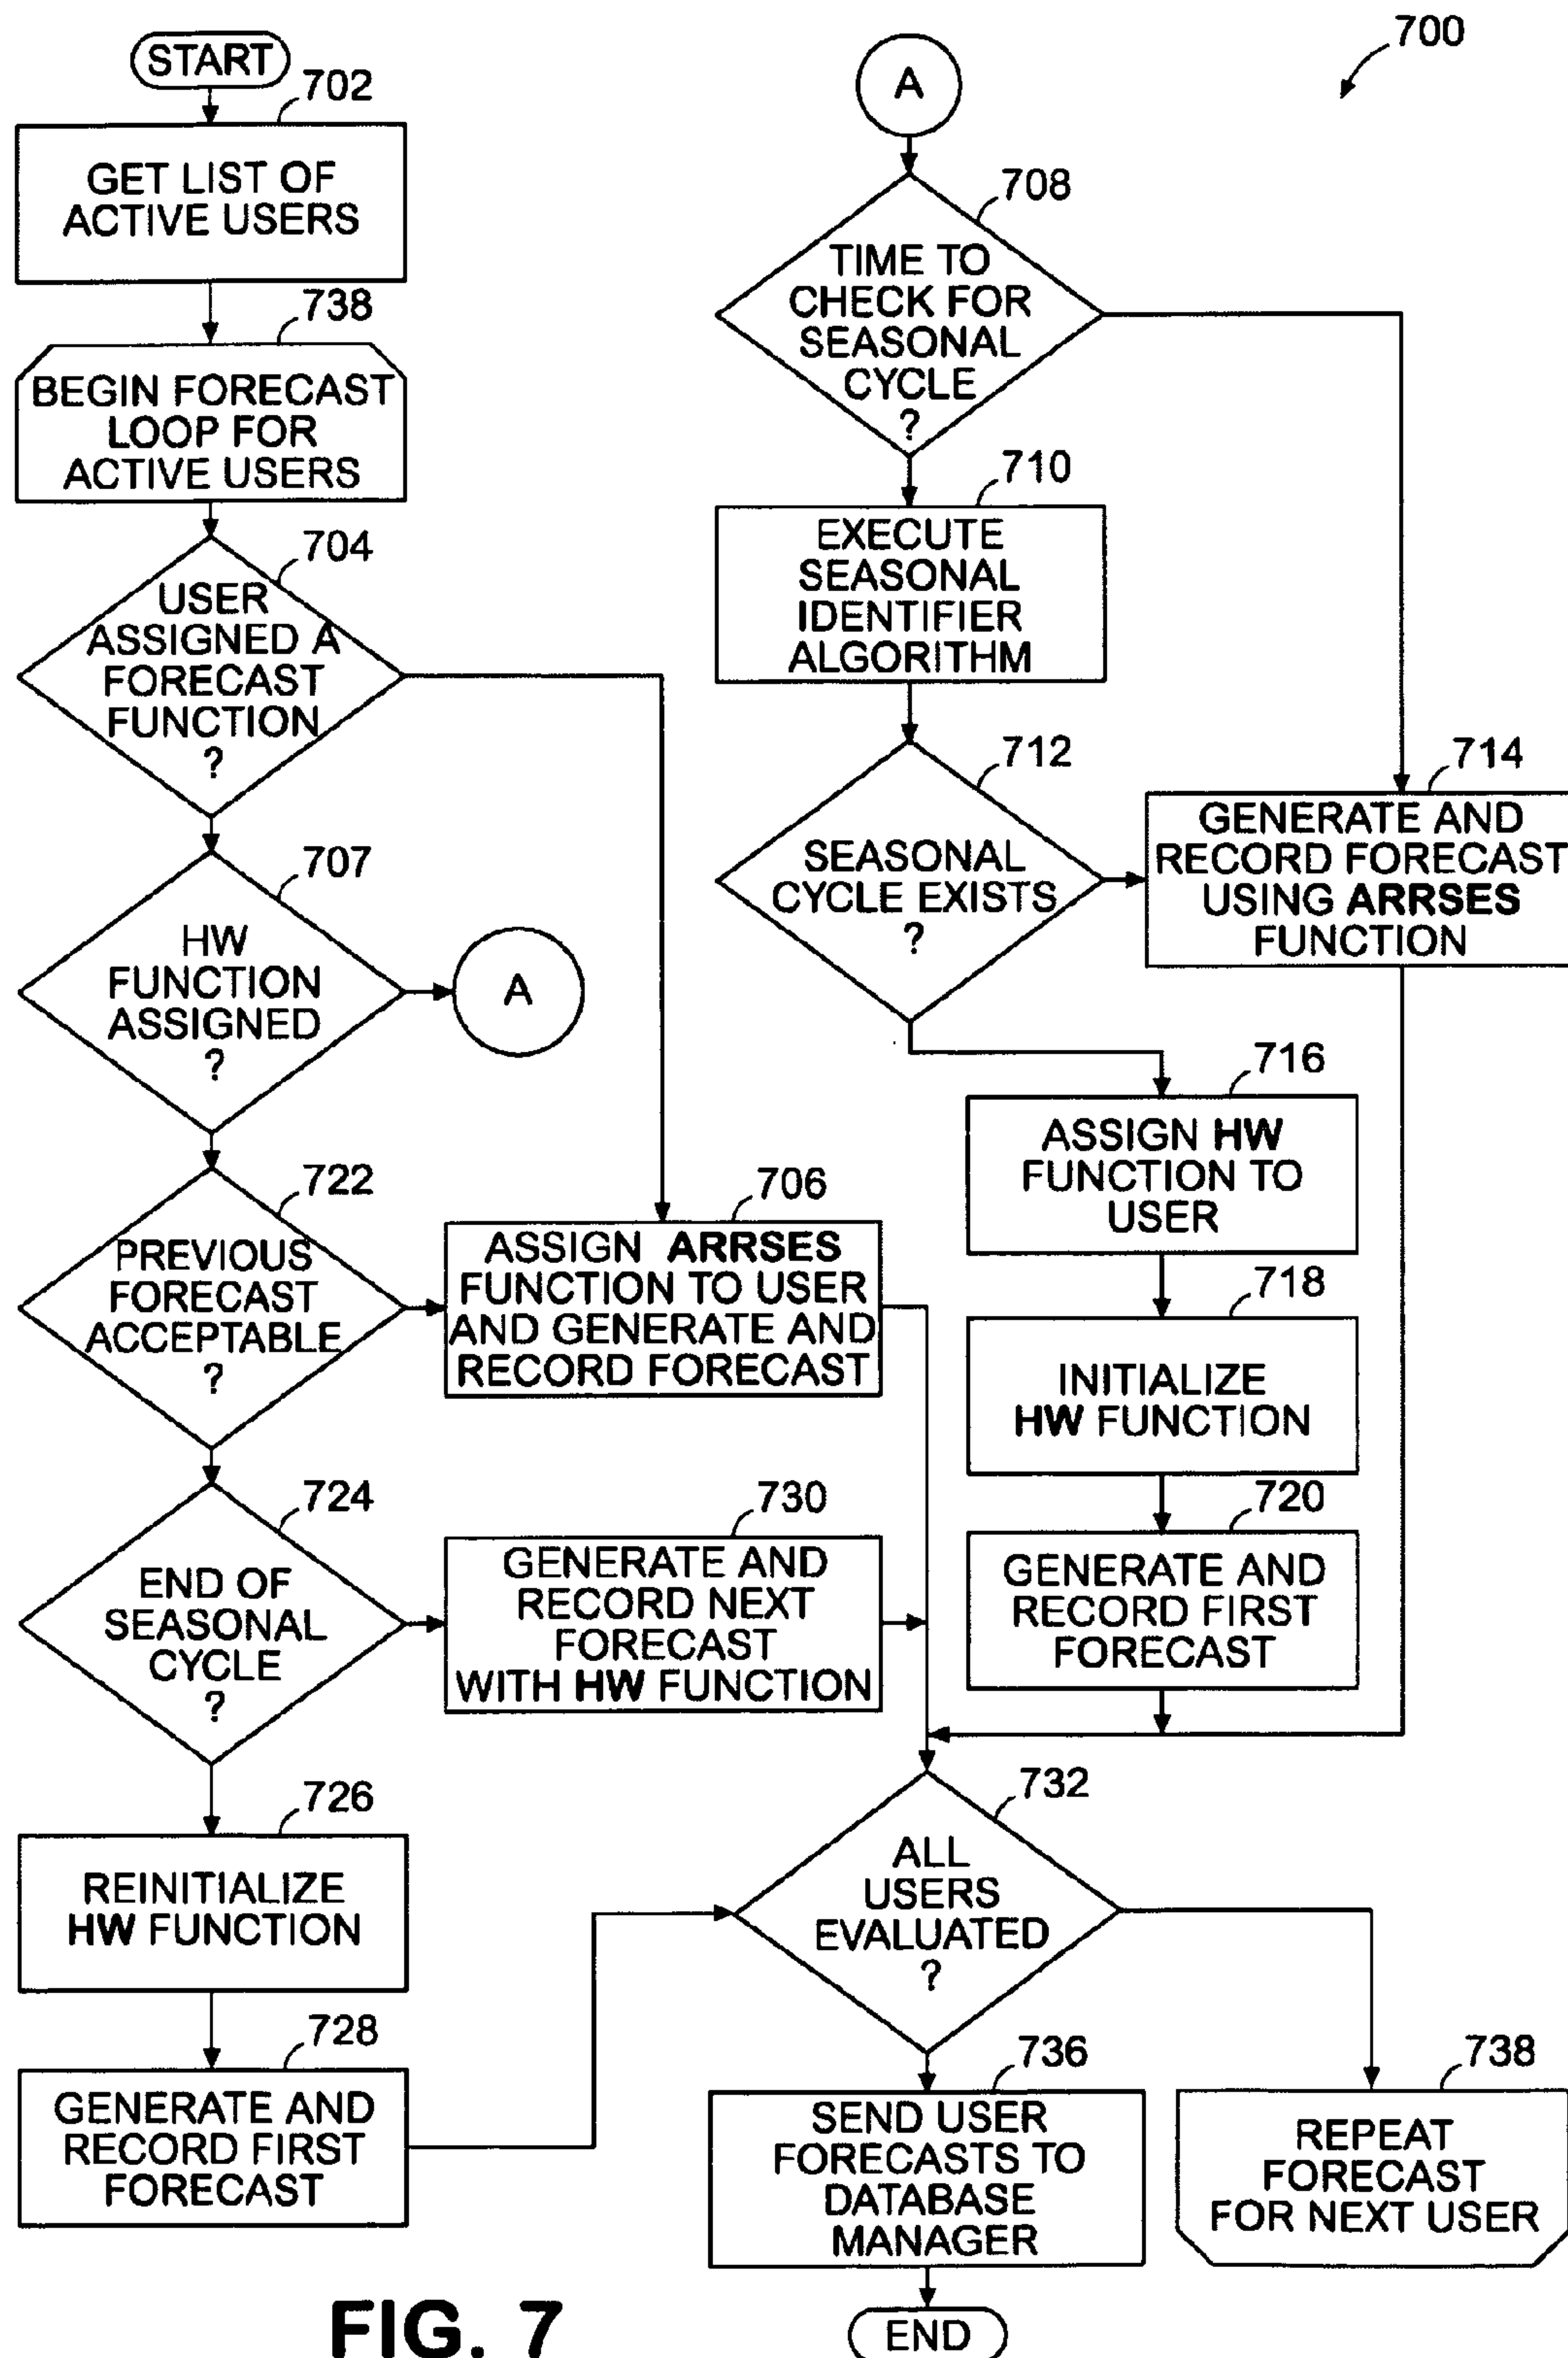 700
START
702
GET LIST OF
ACTIVE USERS
738
BEGIN FORECAST
LOOP FOR
ACTIVE USERS
704
USER
ASSIGNED A
FORECAST
FUNCTION
?
707
HW
FUNCTION
ASSIGNED
?
A
722
PREVIOUS
FORECAST
ACCEPTABLE
?
706
ASSIGN ARRSES
FUNCTION TO USER
AND GENERATE AND
RECORD FORECAST
724
END OF
SEASONAL
CYCLE
?
730
GENERATE AND
RECORD NEXT
FORECAST
WITH HW FUNCTION
726
REINITIALIZE
HW FUNCTION
728
GENERATE AND
RECORD FIRST
FORECAST
A
708
TIME TO
CHECK FOR
SEASONAL
CYCLE
?
710
EXECUTE
SEASONAL
IDENTIFIER
ALGORITHM
712
SEASONAL
CYCLE EXISTS
?
714
GENERATE AND
RECORD FORECAST
USING ARRSES
FUNCTION
716
ASSIGN HW
FUNCTION TO
USER
718
INITIALIZE
HW FUNCTION
720
GENERATE AND
RECORD FIRST
FORECAST
732
ALL
USERS
EVALUATED
?
736
SEND USER
FORECASTS TO
DATABASE
MANAGER
738
REPEAT
FORECAST
FOR NEXT USER
END
FIG. 7